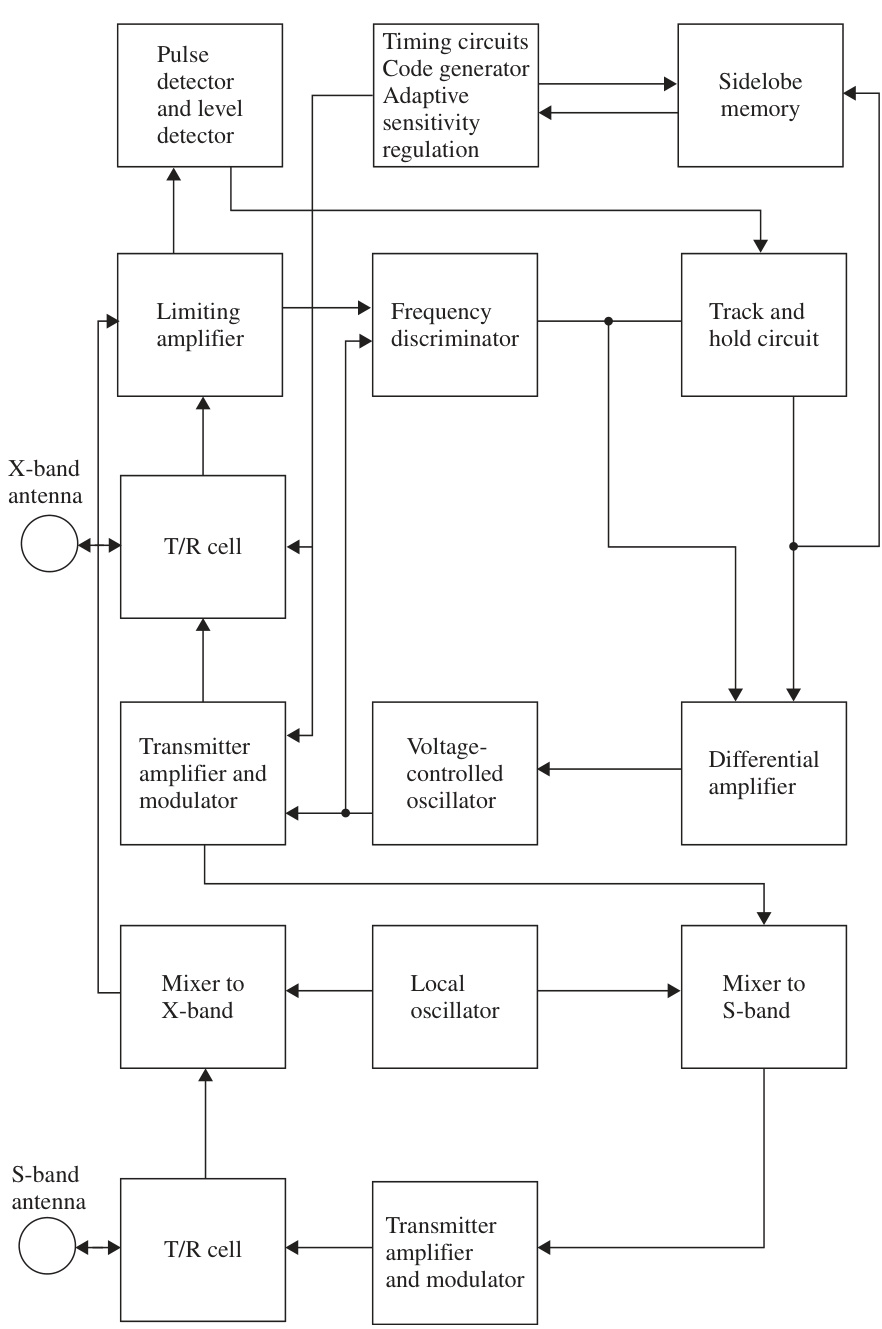 Pulse
detector
and level
detector
Timing circuits
Code generator
Adaptive
sensitivity
regulation
Sidelobe
memory
Limiting
amplifier
Frequency
discriminator
Track and
hold circuit
X-band
antenna
T/R cell
Transmitter
amplifier and
modulator
Voltage-
controlled
oscillator
Differential
amplifier
Mixer to
X-band
Local
oscillator
Mixer to
S-band
S-band
antenna
T/R cell
Transmitter
amplifier
and modulator